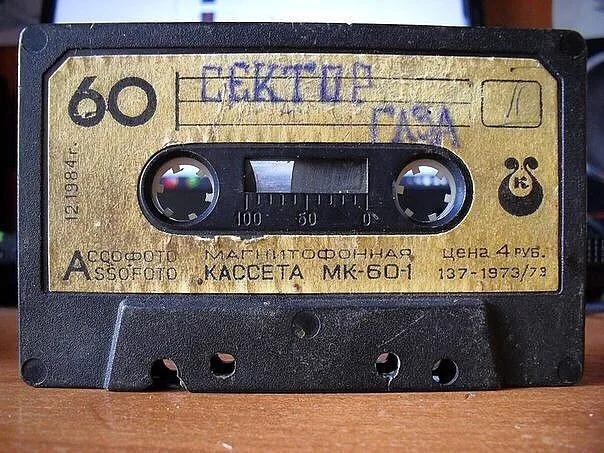 60
СЕКТОР
ГАЗА
12.1984 г.
100 50 0
К
АССОФОТО
ASSOFOTO
МАГНИТОФОННАЯ
КАССЕТА МК-60-1
цена 4 РУБ.
137-1973/79